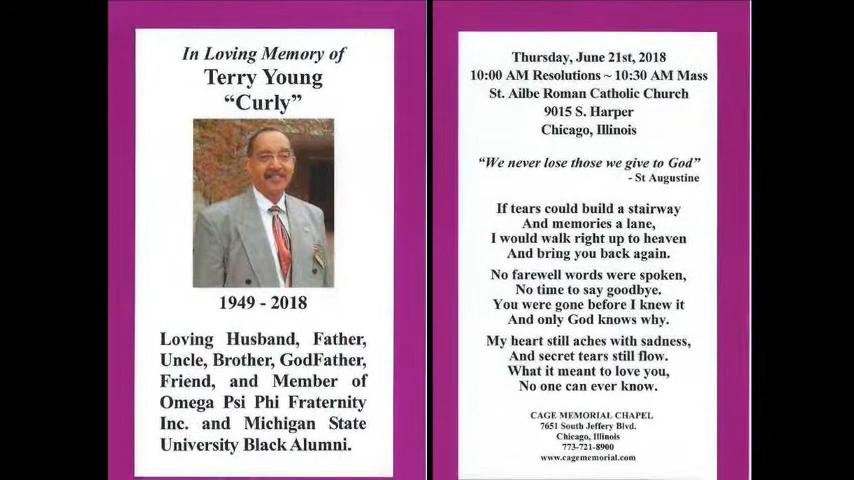 In Loving Memory of
Terry Young
“Curly”
1949 - 2018
Loving Husband, Father,
Uncle, Brother, GodFather,
Friend, and Member of
Omega Psi Phi Fraternity
Inc. and Michigan State
University Black Alumni.
Thursday, June 21st, 2018
10:00 AM Resolutions ~ 10:30 AM Mass
St. Ailbe Roman Catholic Church
9015 S. Harper
Chicago, Illinois
“We never lose those we give to God”
- St Augustine
If tears could build a stairway
And memories a lane,
I would walk right up to heaven
And bring you back again.
No farewell words were spoken,
No time to say goodbye.
You were gone before I knew it
And only God knows why.
My heart still aches with sadness,
And secret tears still flow.
What it meant to love you,
No one can ever know.
CAGE MEMORIAL CHAPEL
7651 South Jeffery Blvd.
Chicago, Illinois
773-721-8900
www.cagememorial.com